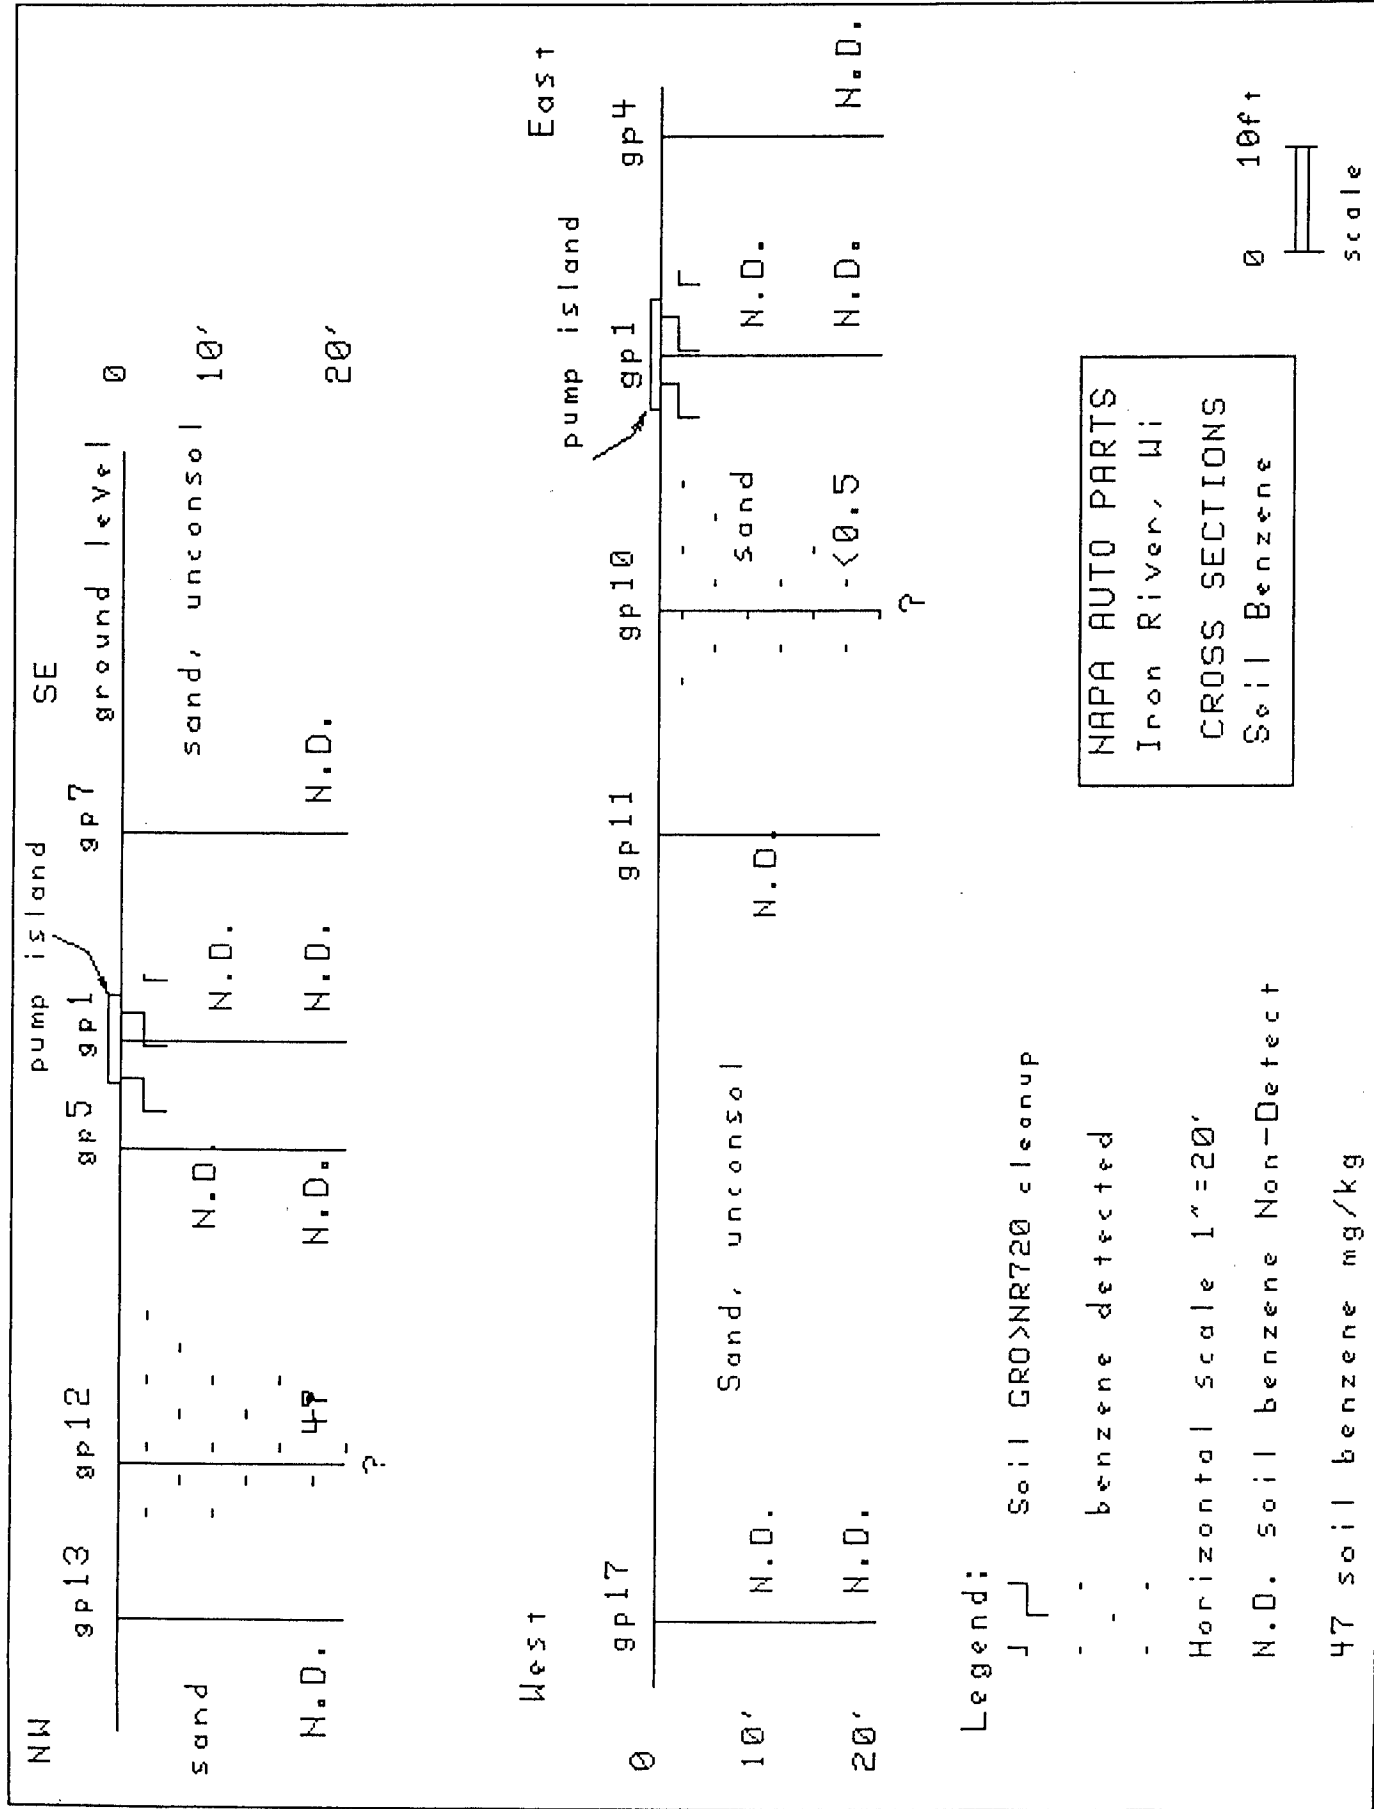 NW
SE
pump island
gp13
gp12
gp5
gp1
gp7
ground level
0
sand
sand, unconsol
10'
N.D.
N.D.
N.D.
47
N.D.
N.D.
N.D.
20'
?
West
East
pump island
gp17
gp11
gp10
gp1
gp4
0
10'
Sand, unconsol
sand
N.D.
N.D.
N.D.
20'
N.D.
<0.5
N.D.
N.D.
?
Legend:
Soil GRO>NR720 cleanup
benzene detected
Horizontal scale 1"=20'
N.D. soil benzene Non-Detect
47 soil benzene mg/kg
NAPA AUTO PARTS
Iron River, Wi
CROSS SECTIONS
Soil Benzene
0 10ft
scale